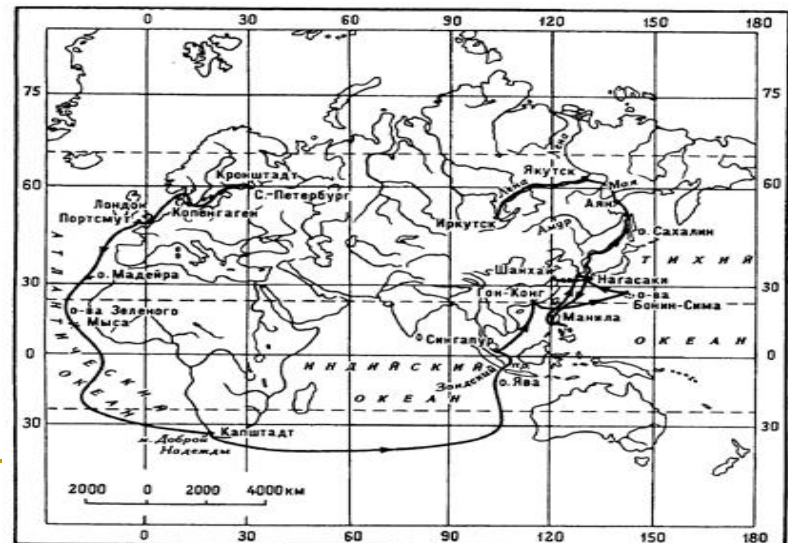 0 30 60 90 120 150 180
75 75
Лена
Кронштадт
Якутск
60 60
Лена
Мая
С.-Петербург
Лондон
Копенгаген
Аян
Портсмут
Иркутск
Амур
о. Сахалин
АТЛАНТИЧЕСКИЙ ОКЕАН
о. Мадейра
Шанхай
ТИХИЙ
30 Нагасаки 30
Гон-Конг
о-ва
о-ва Зеленого
Бонин-Сима
Мыса
Манила
Сингапур
ОКЕАН
0 0
ИНДИЙСКИЙ
Зондский пр.
ОКЕАН
о. Ява
30 30
Капштадт
м. Доброй
Надежды
2000 0 2000 4000 км
0 30 60 90 120 150 180